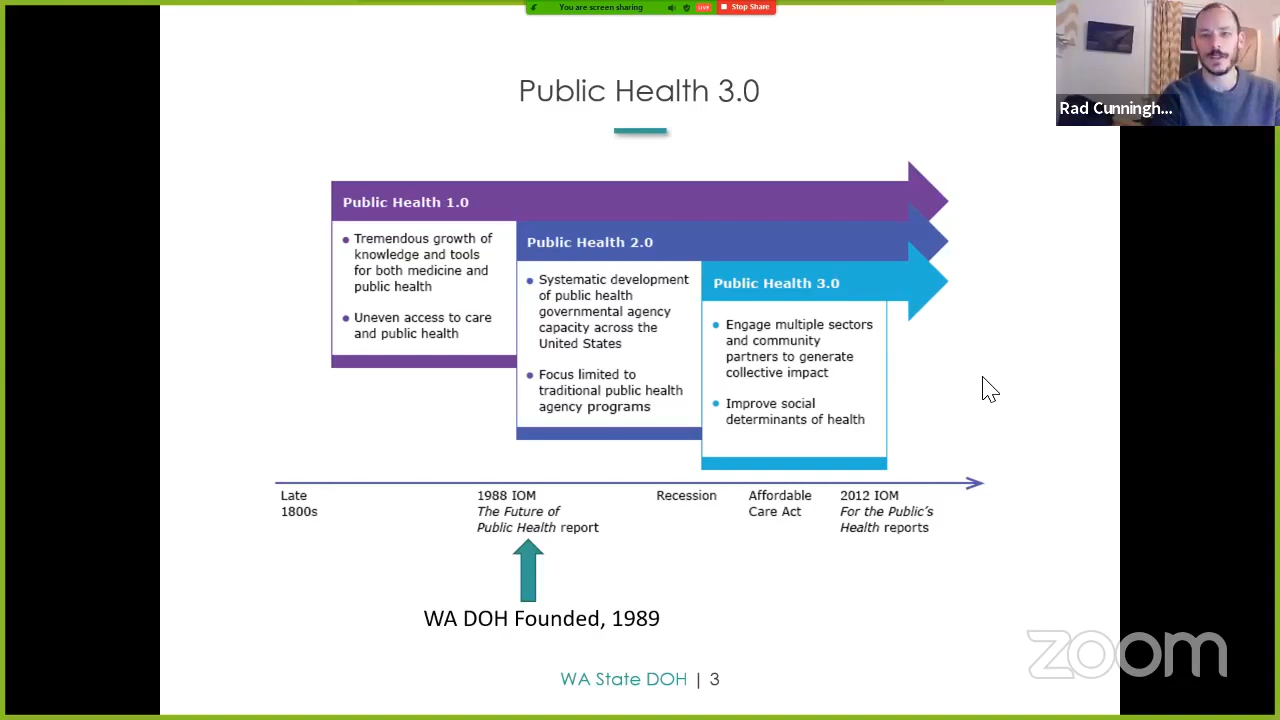 You are screen sharing
LIVE
Stop Share
Rad Cunningh...
Public Health 3.0
Public Health 1.0
Tremendous growth of
knowledge and tools
for both medicine and
public health
Uneven access to care
and public health
Public Health 2.0
Systematic development
of public health
governmental agency
capacity across the
United States
Focus limited to
traditional public health
agency programs
Public Health 3.0
Engage multiple sectors
and community
partners to generate
collective impact
Improve social
determinants of health
Late
1800s
1988 IOM
The Future of
Public Health report
Recession
Affordable
Care Act
2012 IOM
For the Public's
Health reports
WA DOH Founded, 1989
WA State DOH | 3
zoom